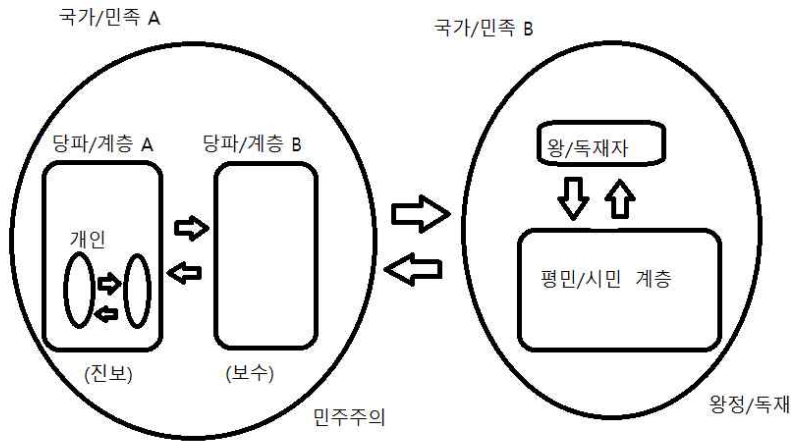 국가/민족 A
국가/민족 B
당파/계층 A
당파/계층 B
왕/독재자
개인
평민/시민 계층
(진보)
(보수)
민주주의
왕정/독재